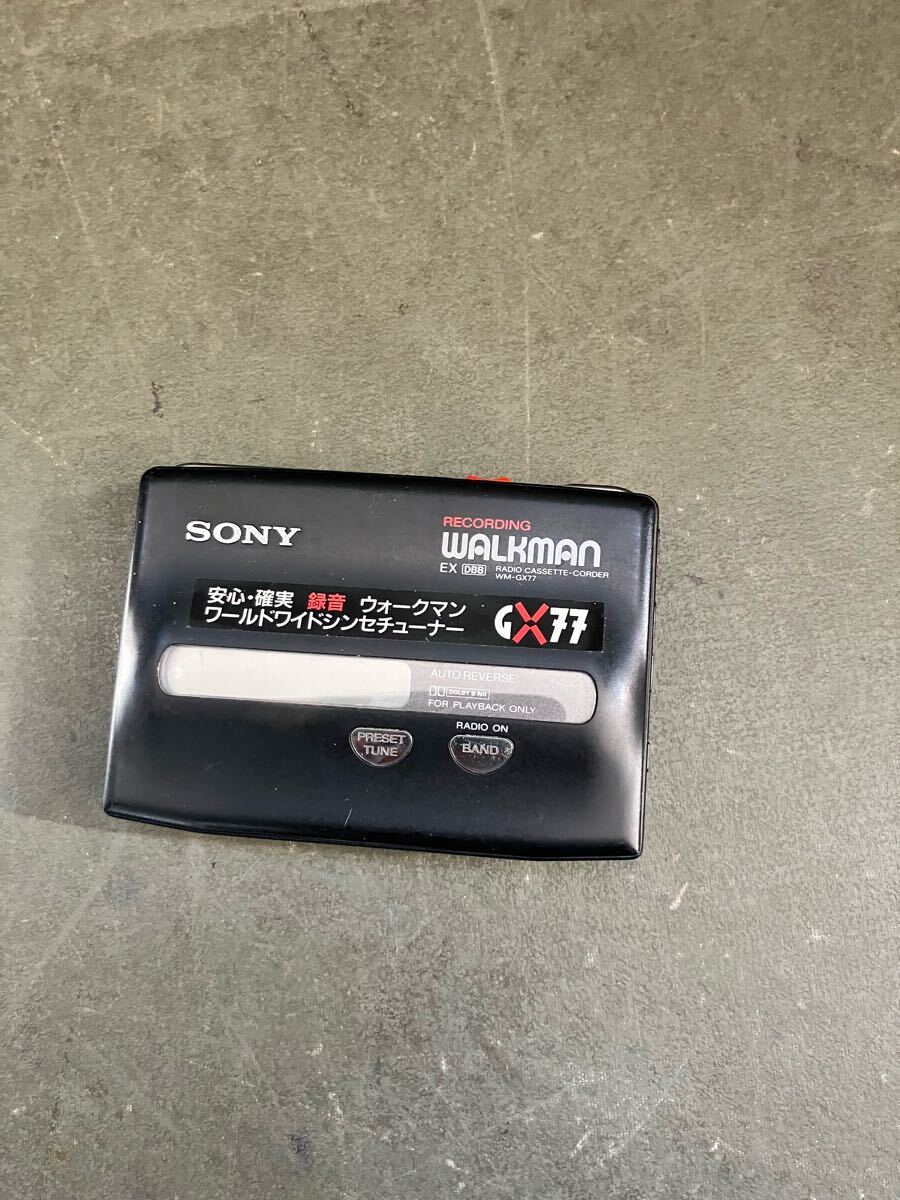 SONY
RECORDING
WALKMAN
EX DBB RADIO CASSETTE-CORDER
WM-GX77
安心・確実 録音 ウォークマン
ワールドワイドシンセチューナー
GX77
AUTO REVERSE
DOLBY B NR
FOR PLAYBACK ONLY
RADIO ON
PRESET
TUNE
BAND